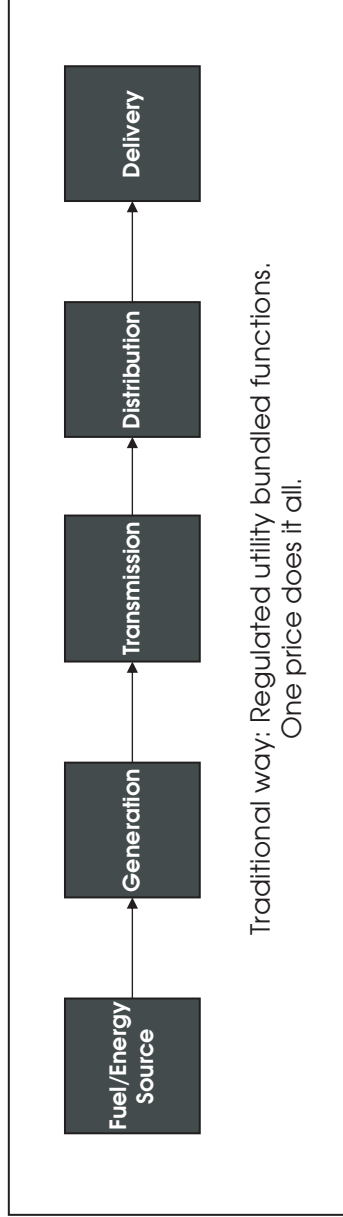 Fuel/Energy
Source
Generation
Transmission
Distribution
Delivery
Traditional way: Regulated utility bundled functions.
One price does it all.